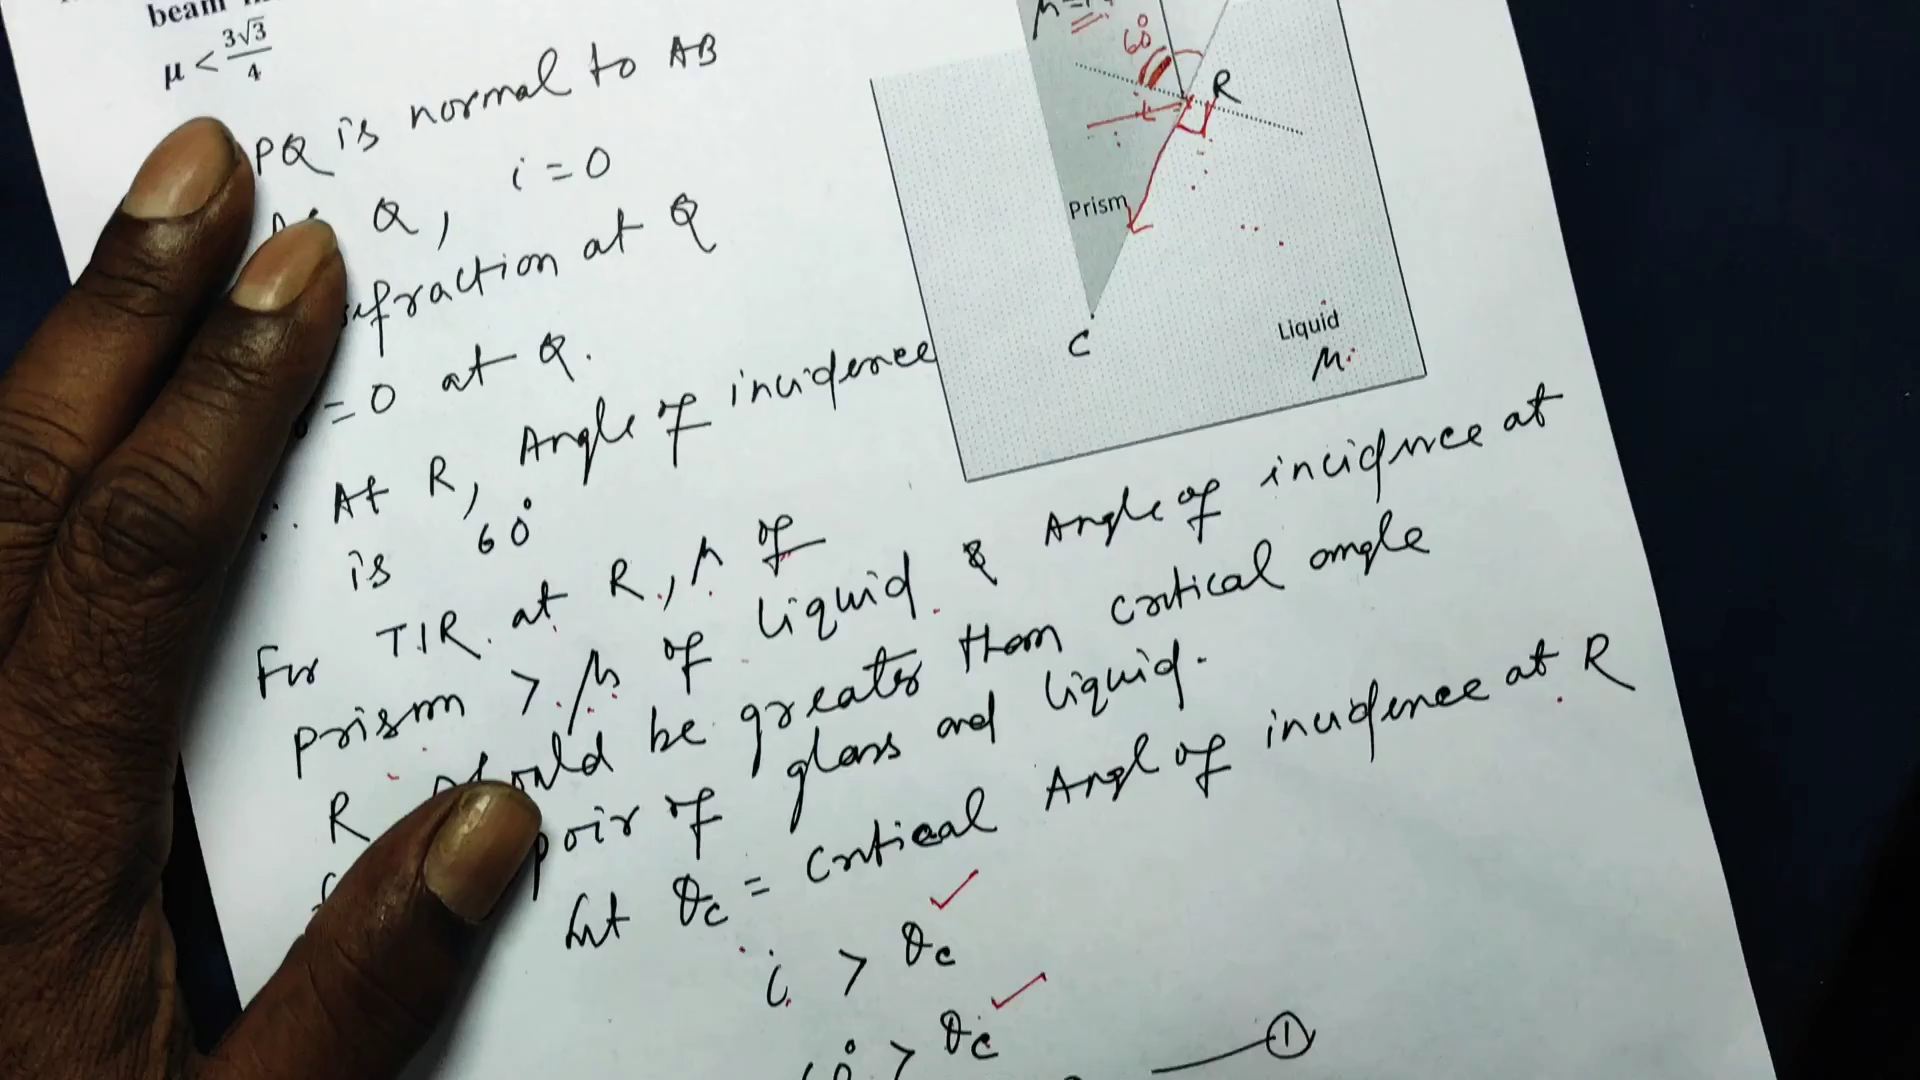 beam
μ < 3√3/4
PQ is normal to AB
Q, i = 0
refraction at Q
= 0 at Q.
∴ At R, Angle of incidence
is 60°
For T.I.R. at R, μ of
prism > μ of liquid & Angle of incidence at
R should be greater than critical angle
pair of glass and liquid.
Let θc = Critical Angle of incidence at R
i > θc
60° > θc
①
60°
R
Prism
C
Liquid
μ